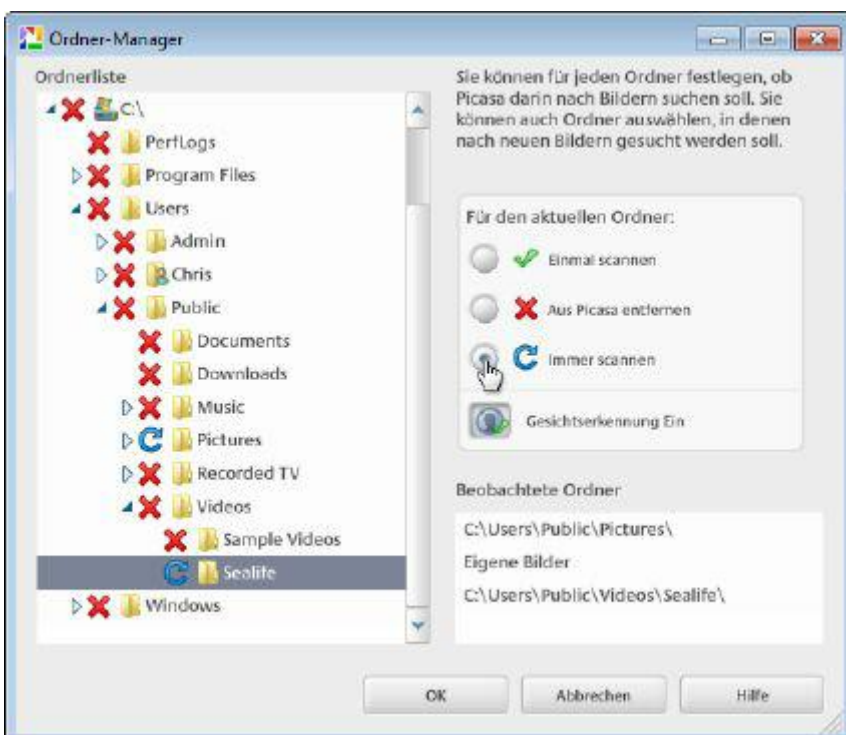 Ordner-Manager
Ordnerliste
C:\
PerfLogs
Program Files
Users
Admin
Chris
Public
Documents
Downloads
Music
Pictures
Recorded TV
Videos
Sample Videos
Sealife
Windows
Sie können für jeden Ordner festlegen, ob
Picasa darin nach Bildern suchen soll. Sie
können auch Ordner auswählen, in denen
nach neuen Bildern gesucht werden soll.
Für den aktuellen Ordner:
Einmal scannen
Aus Picasa entfernen
Immer scannen
Gesichtserkennung Ein
Beobachtete Ordner
C:\Users\Public\Pictures\
Eigene Bilder
C:\Users\Public\Videos\Sealife\
OK
Abbrechen
Hilfe